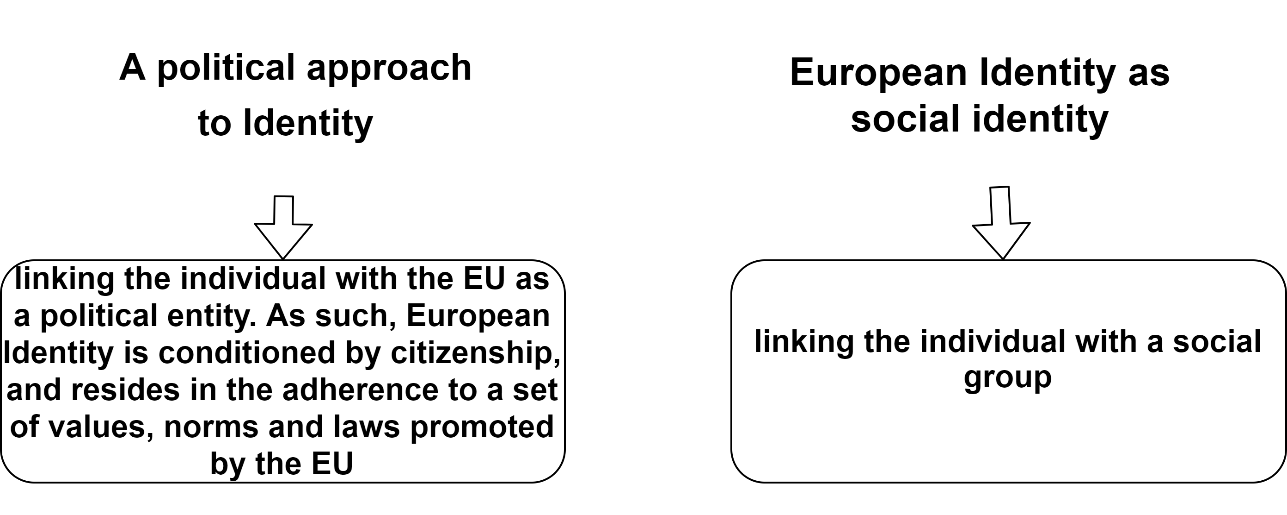 A political approach
to Identity
linking the individual with the EU as
a political entity. As such, European
Identity is conditioned by citizenship,
and resides in the adherence to a set
of values, norms and laws promoted
by the EU
European Identity as
social identity
linking the individual with a social
group